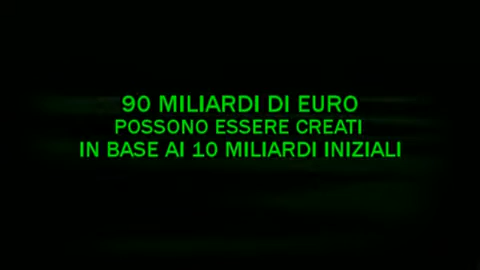 90 MILIARDI DI EURO
POSSONO ESSERE CREATI
IN BASE AI 10 MILIARDI INIZIALI